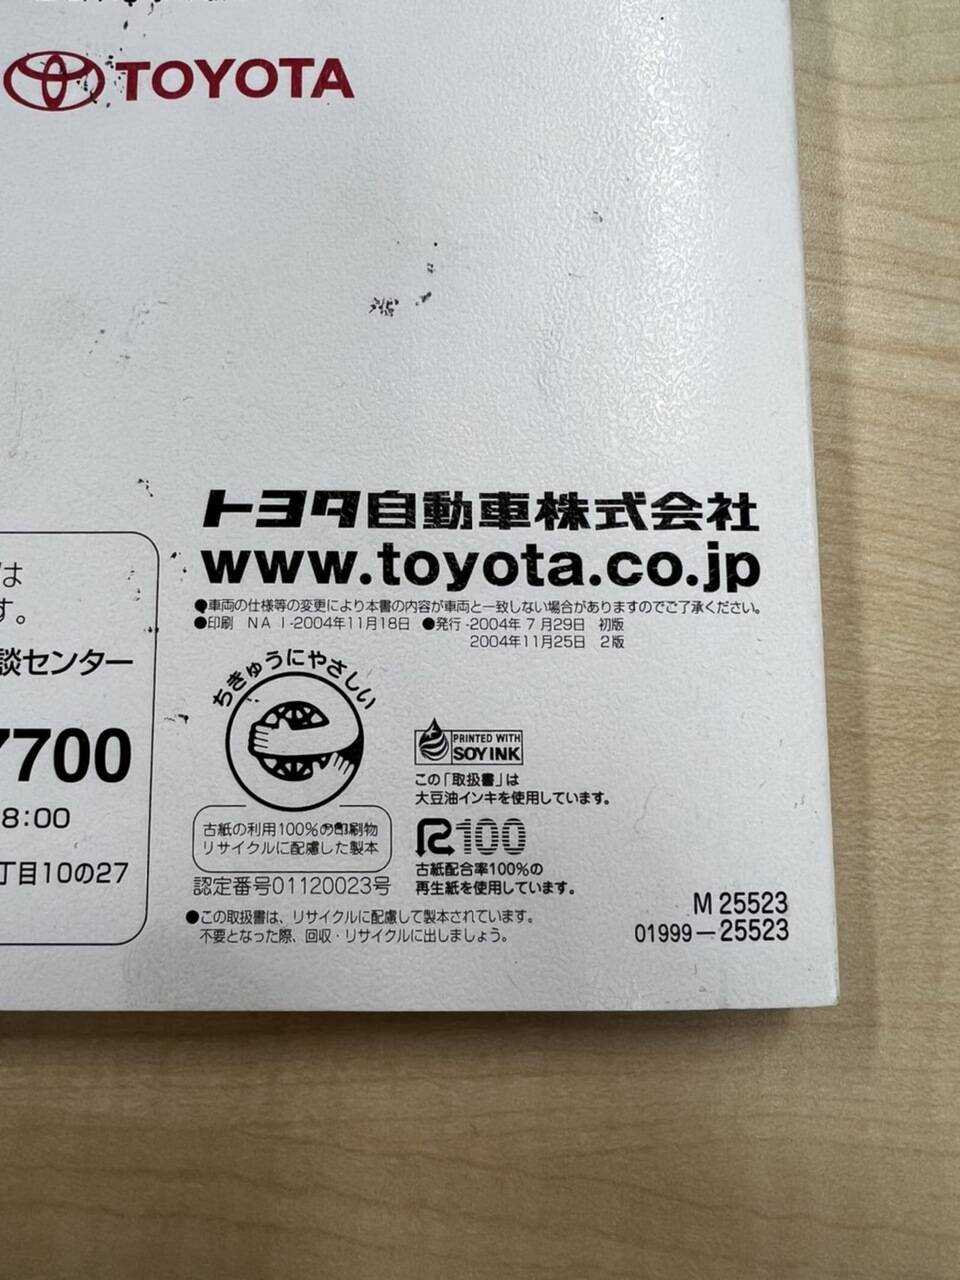 TOYOTA
トヨタ自動車株式会社
www.toyota.co.jp
●車両の仕様等の変更により本書の内容が車両と一致しない場合がありますのでご了承ください。
●印刷 NA I-2004年11月18日 ●発行-2004年7月29日 初版
2004年11月25日 2版
は
す。
談センター
7700
8:00
丁目10の27
ちきゅうにやさしい
古紙の利用100%の印刷物
リサイクルに配慮した製本
認定番号01120023号
PRINTED WITH
SOY INK
この「取扱書」は
大豆油インキを使用しています。
R100
古紙配合率100%の
再生紙を使用しています。
●この取扱書は、リサイクルに配慮して製本されています。
不要となった際、回収・リサイクルに出しましょう。
M 25523
01999－25523